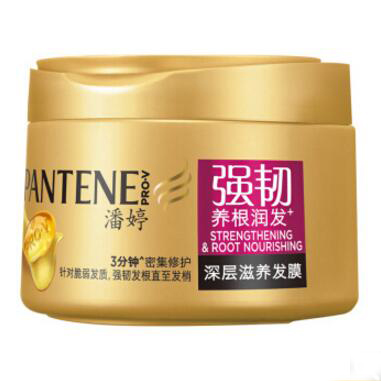 PANTENE
PRO-V
潘婷
强韧
养根润发+
STRENGTHENING
& ROOT NOURISHING
深层滋养发膜
3分钟^密集修护
针对脆弱发质,强韧发根直至发梢
PRO-V